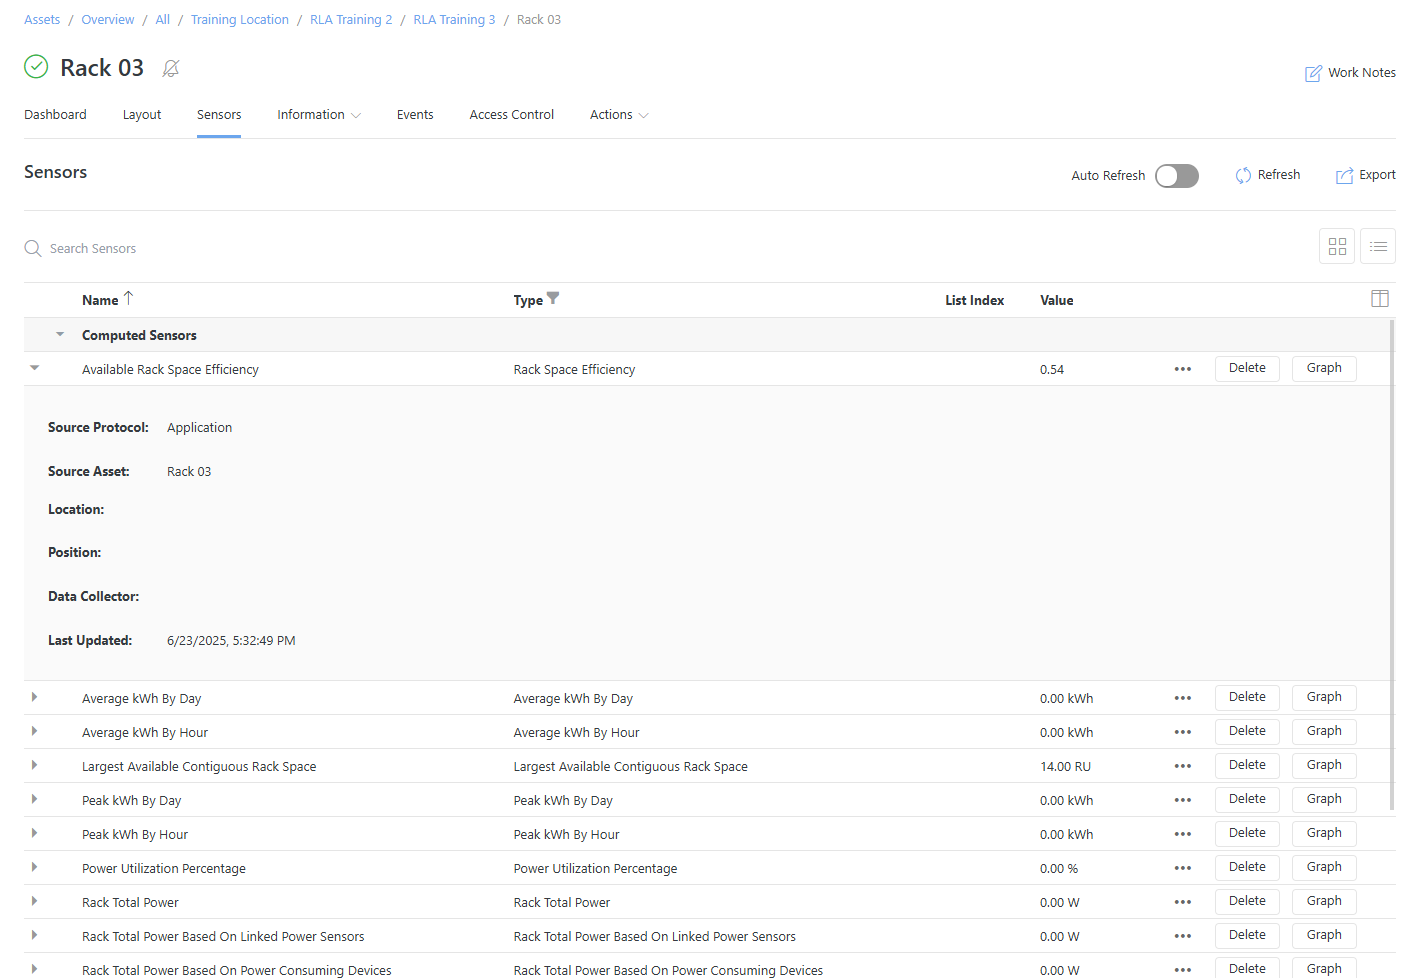 Assets / Overview / All / Training Location / RLA Training 2 / RLA Training 3 / Rack 03
Rack 03
Work Notes
Dashboard Layout Sensors Information Events Access Control Actions
Sensors
Auto Refresh Refresh Export
Search Sensors
Name Type List Index Value
Computed Sensors
Available Rack Space Efficiency Rack Space Efficiency 0.54 ••• Delete Graph
Source Protocol: Application
Source Asset: Rack 03
Location:
Position:
Data Collector:
Last Updated: 6/23/2025, 5:32:49 PM
Average kWh By Day Average kWh By Day 0.00 kWh ••• Delete Graph
Average kWh By Hour Average kWh By Hour 0.00 kWh ••• Delete Graph
Largest Available Contiguous Rack Space Largest Available Contiguous Rack Space 14.00 RU ••• Delete Graph
Peak kWh By Day Peak kWh By Day 0.00 kWh ••• Delete Graph
Peak kWh By Hour Peak kWh By Hour 0.00 kWh ••• Delete Graph
Power Utilization Percentage Power Utilization Percentage 0.00 % ••• Delete Graph
Rack Total Power Rack Total Power 0.00 W ••• Delete Graph
Rack Total Power Based On Linked Power Sensors Rack Total Power Based On Linked Power Sensors 0.00 W ••• Delete Graph
Rack Total Power Based On Power Consuming Devices Rack Total Power Based On Power Consuming Devices 0.00 W ••• Delete Graph